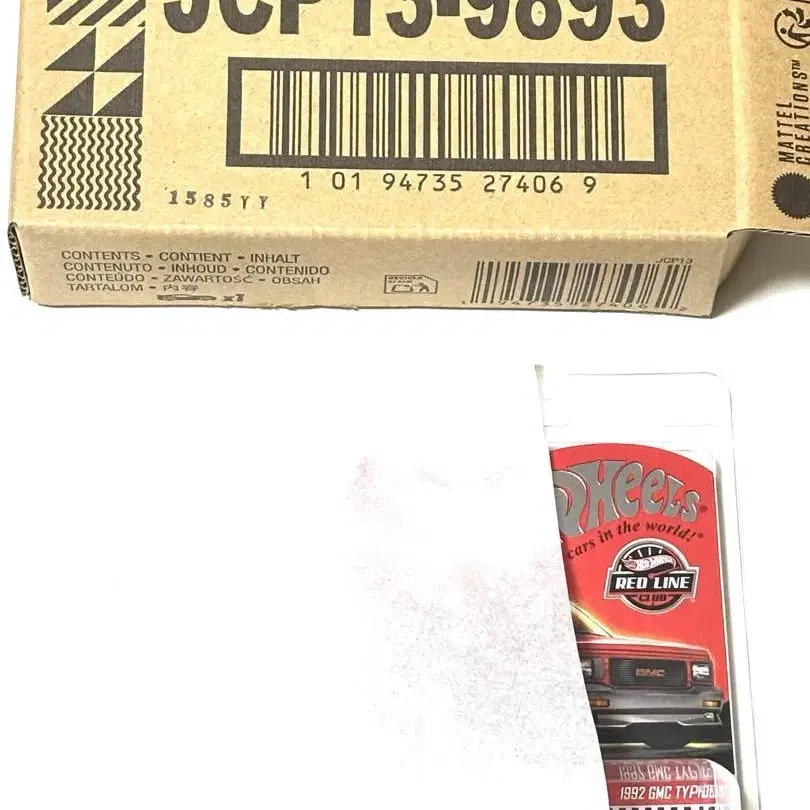 JCP13-9893
MATTEL
CREATIONS™
1 01 94735 27406 9
1585YY
CONTENTS • CONTIENT • INHALT
CONTENUTO • INHOUD • CONTENIDO
CONTEÚDO • ZAWARTOŚĆ • OBSAH
TARTALOM • 内容
x1
JCP13
Wheels®
cars in the world!®
RED LINE
CLUB
GMC
1992 GMC